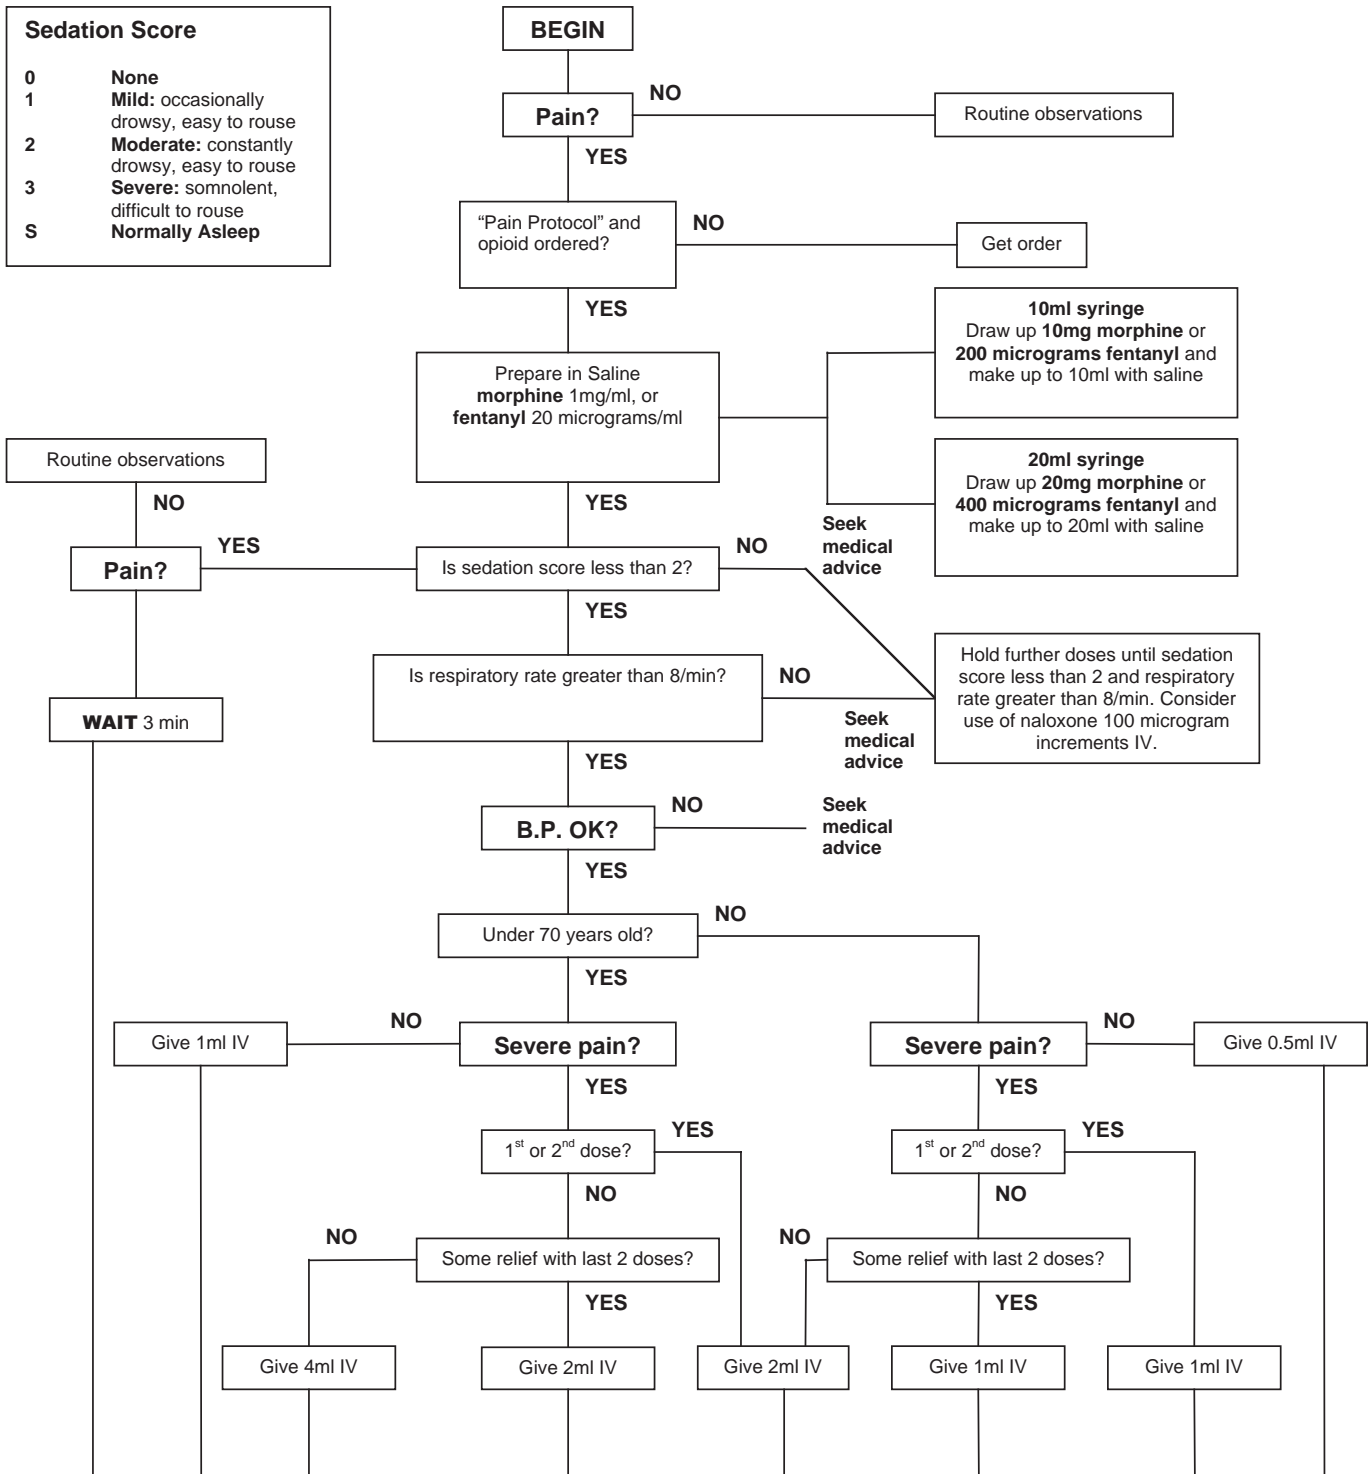 Sedation Score
0 None
1 Mild: occasionally
drowsy, easy to rouse
2 Moderate: constantly
drowsy, easy to rouse
3 Severe: somnolent,
difficult to rouse
S Normally Asleep
BEGIN
Pain?
NO
Routine observations
YES
“Pain Protocol” and
opioid ordered?
NO
Get order
YES
Prepare in Saline
morphine 1mg/ml, or
fentanyl 20 micrograms/ml
10ml syringe
Draw up 10mg morphine or
200 micrograms fentanyl and
make up to 10ml with saline
20ml syringe
Draw up 20mg morphine or
400 micrograms fentanyl and
make up to 20ml with saline
YES
Routine observations
NO
Pain?
YES
WAIT 3 min
Is sedation score less than 2?
NO
Seek
medical
advice
YES
Is respiratory rate greater than 8/min?
NO
Seek
medical
advice
Hold further doses until sedation
score less than 2 and respiratory
rate greater than 8/min. Consider
use of naloxone 100 microgram
increments IV.
YES
B.P. OK?
NO
Seek
medical
advice
YES
Under 70 years old?
NO
YES
Give 1ml IV
NO
Severe pain?
YES
Severe pain?
NO
Give 0.5ml IV
YES
1st or 2nd dose?
YES
NO
1st or 2nd dose?
YES
NO
NO
Some relief with last 2 doses?
YES
NO
Some relief with last 2 doses?
YES
Give 4ml IV
Give 2ml IV
Give 2ml IV
Give 1ml IV
Give 1ml IV